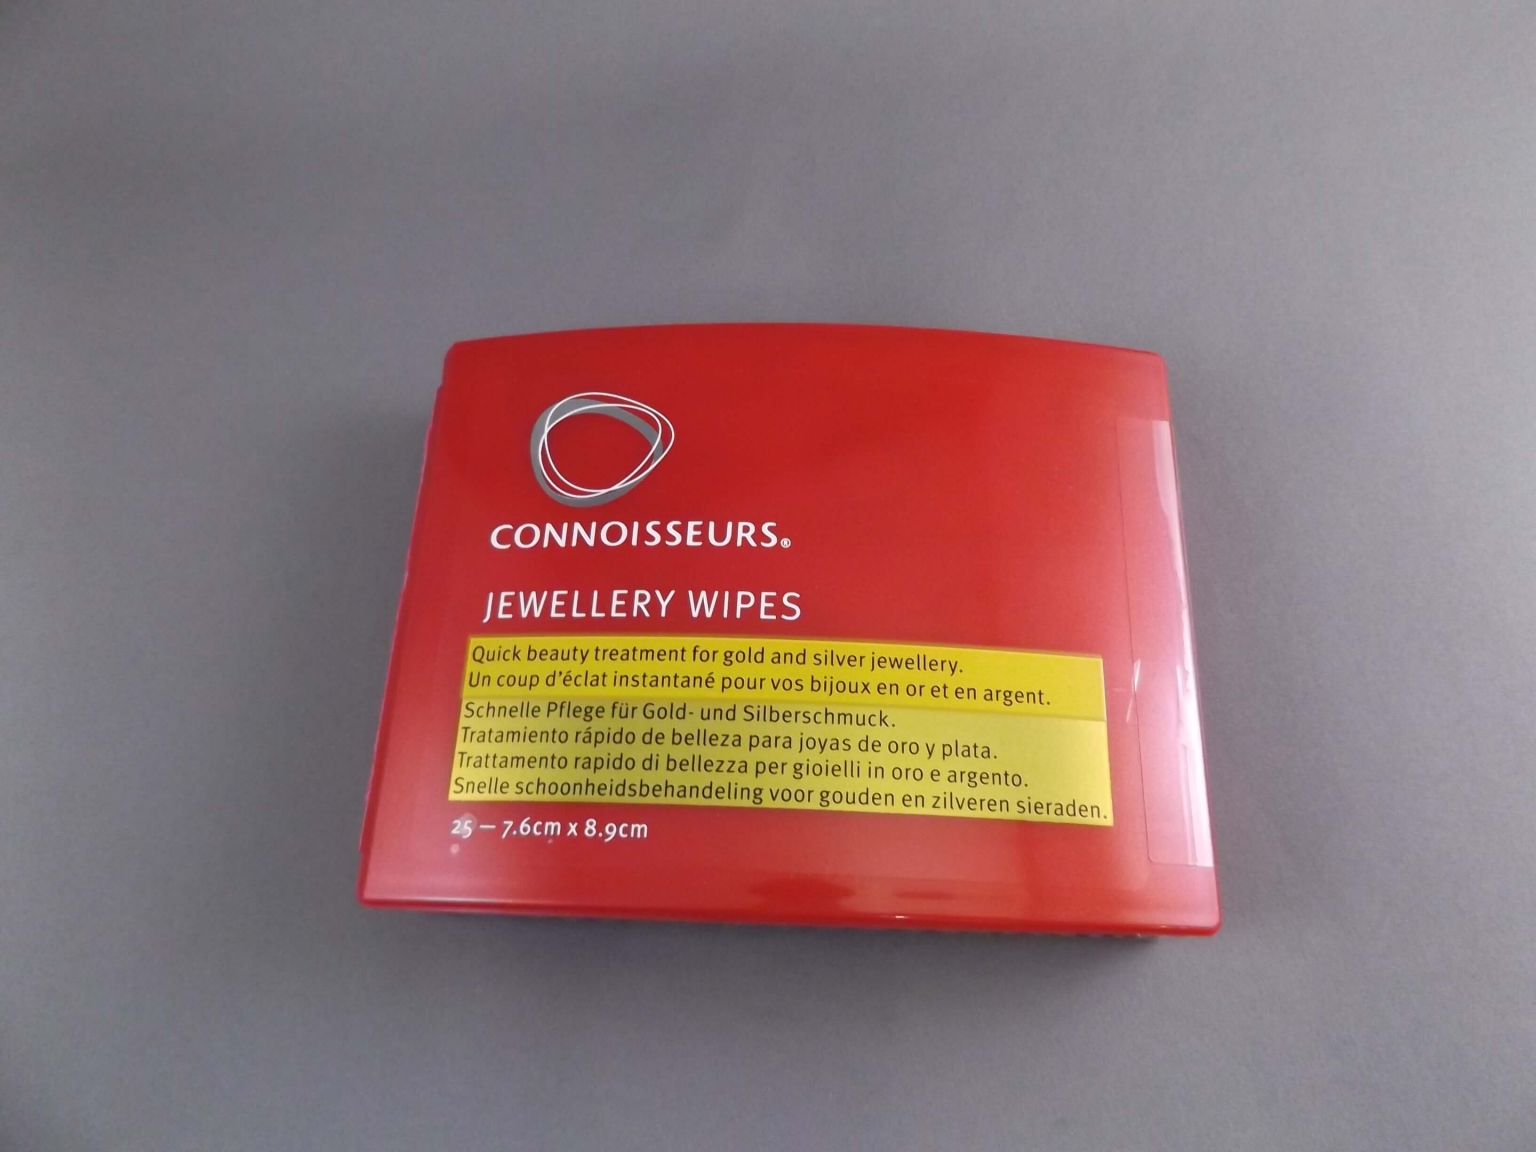 CONNOISSEURS®
JEWELLERY WIPES
Quick beauty treatment for gold and silver jewellery.
Un coup d'éclat instantané pour vos bijoux en or et en argent.
Schnelle Pflege für Gold- und Silberschmuck.
Tratamiento rápido de belleza para joyas de oro y plata.
Trattamento rapido di bellezza per gioielli in oro e argento.
Snelle schoonheidsbehandeling voor gouden en zilveren sieraden.
25 – 7.6cm x 8.9cm